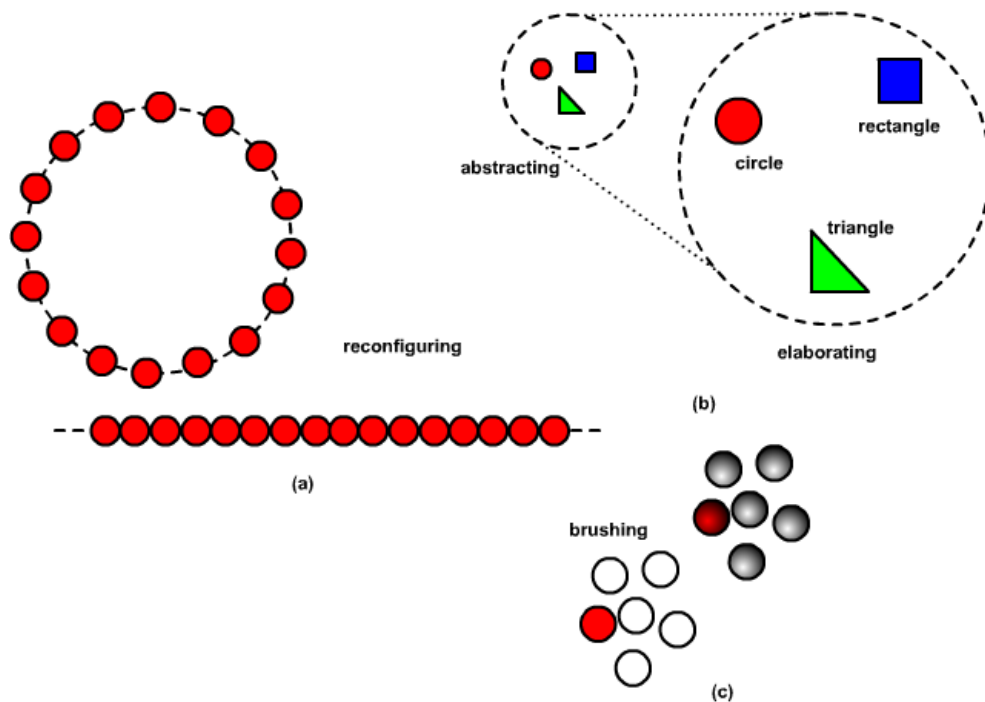 abstracting
circle
rectangle
triangle
elaborating
(b)
reconfiguring
(a)
brushing
(c)